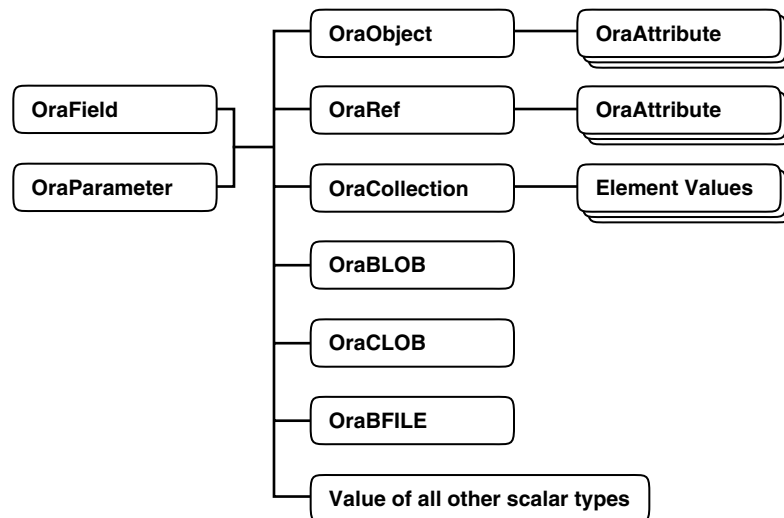 OraObject
OraAttribute
OraField
OraRef
OraAttribute
OraParameter
OraCollection
Element Values
OraBLOB
OraCLOB
OraBFILE
Value of all other scalar types